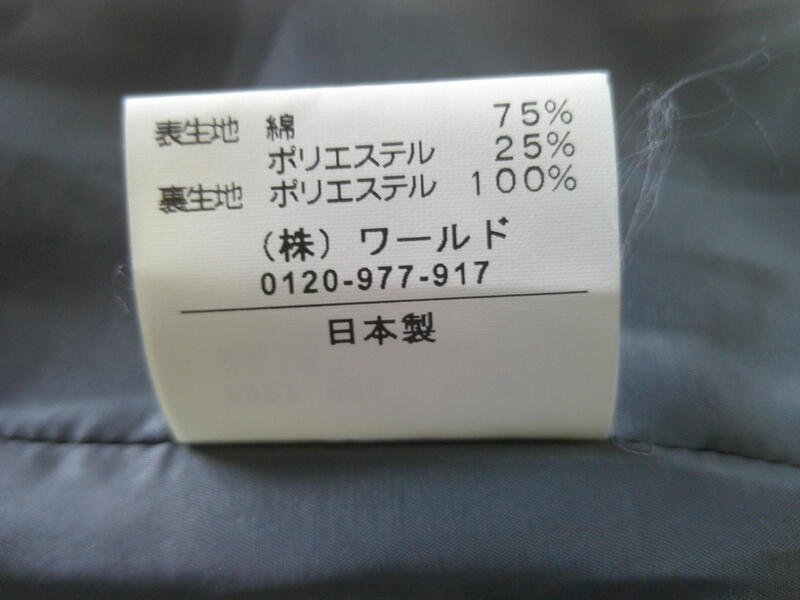 表生地 綿 75%
ポリエステル 25%
裏生地 ポリエステル 100%
(株) ワールド
0120-977-917
日本製